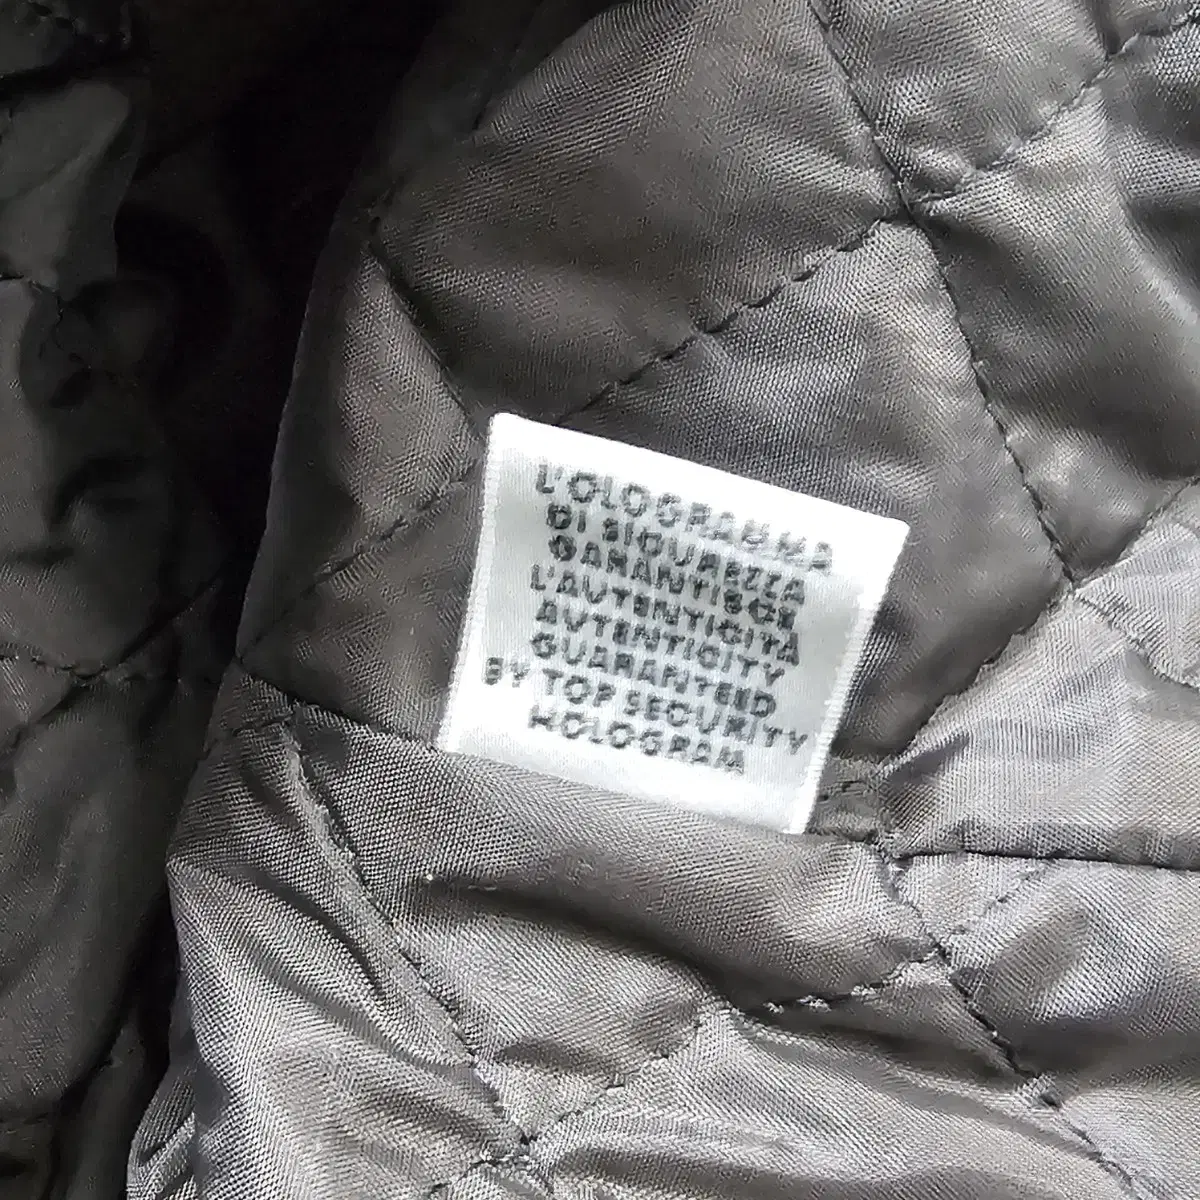 L'OLOGRAMMA
DI SICUREZZA
GARANTISCE
L'AUTENTICITÀ
AUTENTICITY
GUARANTEED
BY TOP SECURITY
HOLOGRAM